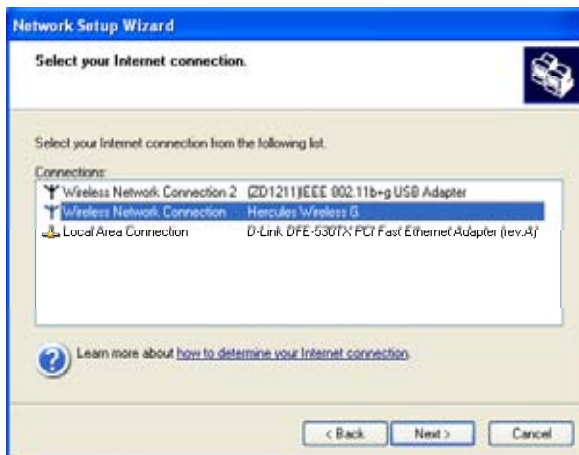 Network Setup Wizard
Select your Internet connection.
Select your Internet connection from the following list.
Connections:
Wireless Network Connection 2 (ZD1211)IEEE 802.11b+g USB Adapter
Wireless Network Connection Hercules Wireless G
Local Area Connection D-Link DFE-530TX PCI Fast Ethernet Adapter (rev.A)
Learn more about how to determine your Internet connection.
< Back Next > Cancel